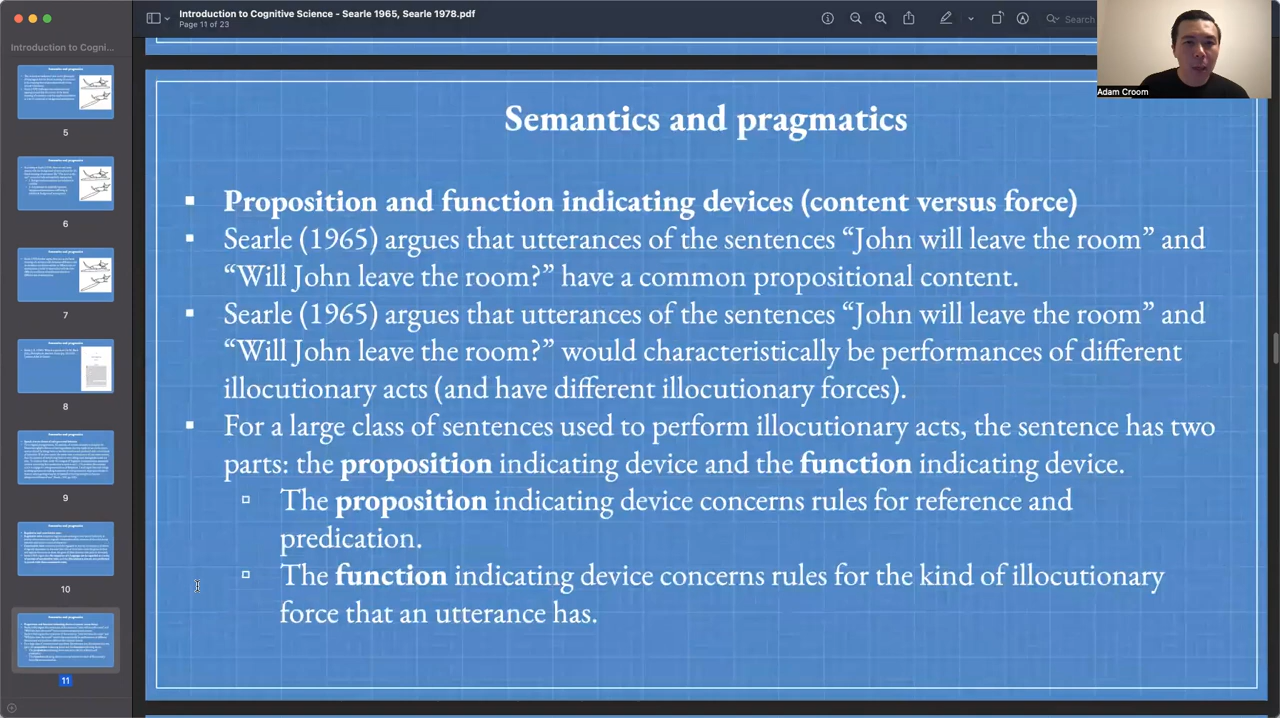 Introduction to Cognitive Science - Searle 1965, Searle 1978.pdf
Page 11 of 23
Search
Adam Croom
Introduction to Cogni...
5
6
7
8
9
10
11
Semantics and pragmatics
▪ Proposition and function indicating devices (content versus force)
▪ Searle (1965) argues that utterances of the sentences “John will leave the room” and
“Will John leave the room?” have a common propositional content.
▪ Searle (1965) argues that utterances of the sentences “John will leave the room” and
“Will John leave the room?” would characteristically be performances of different
illocutionary acts (and have different illocutionary forces).
▪ For a large class of sentences used to perform illocutionary acts, the sentence has two
parts: the proposition indicating device and the function indicating device.
▫ The proposition indicating device concerns rules for reference and
predication.
▫ The function indicating device concerns rules for the kind of illocutionary
force that an utterance has.